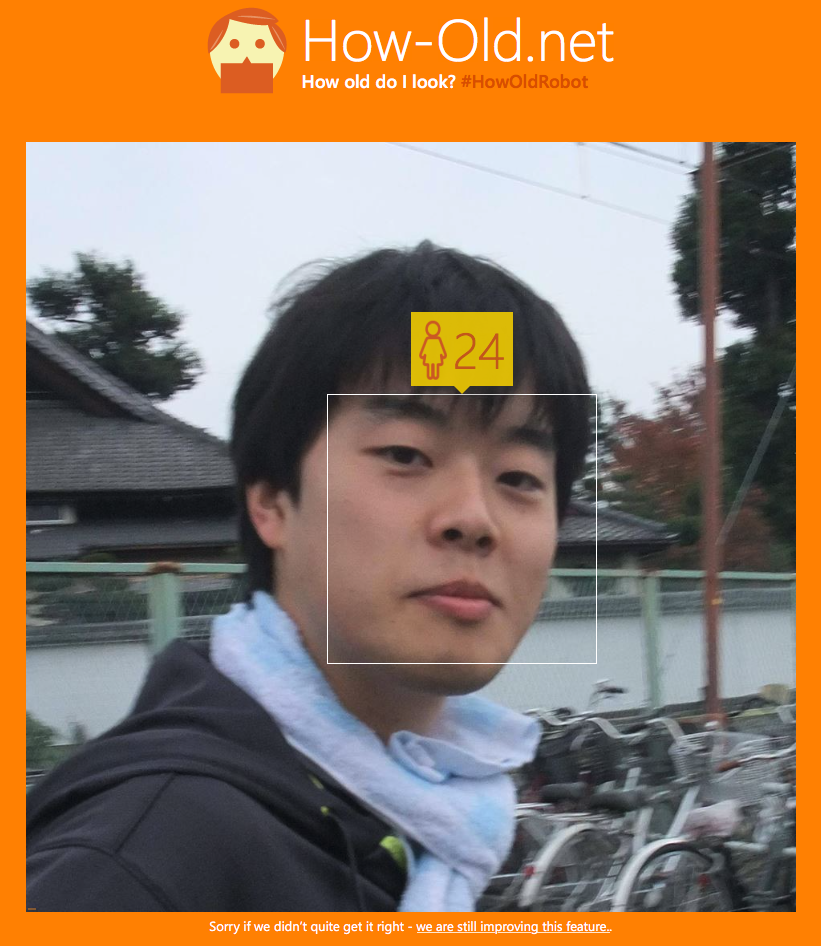 How-Old.net
How old do I look? #HowOldRobot
24
Sorry if we didn't quite get it right - we are still improving this feature..